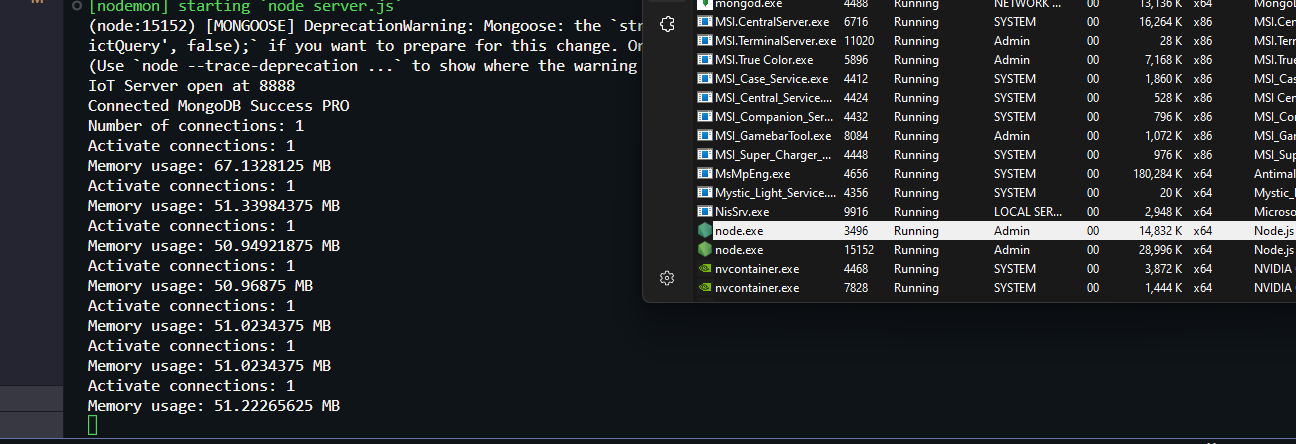 [nodemon] starting `node server.js`
(node:15152) [MONGOOSE] DeprecationWarning: Mongoose: the `str
ictQuery', false);` if you want to prepare for this change. Or
(Use `node --trace-deprecation ...` to show where the warning
IoT Server open at 8888
Connected MongoDB Success PRO
Number of connections: 1
Activate connections: 1
Memory usage: 67.1328125 MB
Activate connections: 1
Memory usage: 51.33984375 MB
Activate connections: 1
Memory usage: 50.94921875 MB
Activate connections: 1
Memory usage: 50.96875 MB
Activate connections: 1
Memory usage: 51.0234375 MB
Activate connections: 1
Memory usage: 51.0234375 MB
Activate connections: 1
Memory usage: 51.22265625 MB
mongod.exe 4488 Running NETWORK ... 00 13,136 K x64 MongoD
MSI.CentralServer.exe 6716 Running SYSTEM 00 16,264 K x86 MSI.Cen
MSI.TerminalServer.exe 11020 Running Admin 00 28 K x86 MSI.Terr
MSI.True Color.exe 5896 Running Admin 00 7,168 K x86 MSI.True
MSI_Case_Service.exe 4412 Running SYSTEM 00 1,860 K x86 MSI_Cas
MSI_Central_Service.... 4424 Running SYSTEM 00 528 K x86 MSI Cen
MSI_Companion_Ser... 4432 Running SYSTEM 00 796 K x86 MSI_Co
MSI_GamebarTool.exe 8084 Running Admin 00 1,072 K x86 MSI_Ga
MSI_Super_Charger_... 4448 Running SYSTEM 00 976 K x86 MSI_Sup
MsMpEng.exe 4656 Running SYSTEM 00 180,284 K x64 Antimal
Mystic_Light_Service.... 4356 Running SYSTEM 00 20 K x64 Mystic_l
NisSrv.exe 9916 Running LOCAL SER... 00 2,948 K x64 Microso
node.exe 3496 Running Admin 00 14,832 K x64 Node.js
node.exe 15152 Running Admin 00 28,996 K x64 Node.js
nvcontainer.exe 4468 Running SYSTEM 00 3,872 K x64 NVIDIA
nvcontainer.exe 7828 Running SYSTEM 00 1,444 K x64 NVIDIA